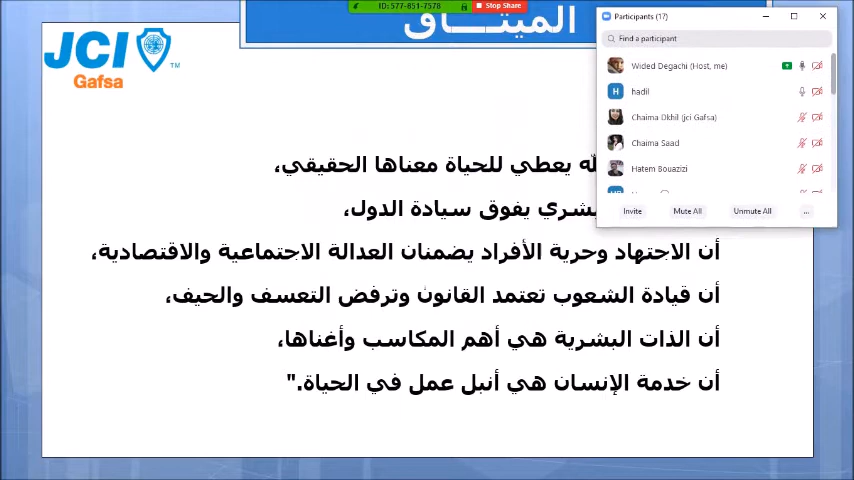 ID: 577-851-7578 Stop Share
الميثـــــاق
JCI
TM
Gafsa
Participants (17)
Find a participant
Wided Degachi (Host, me)
H hadil
Chaima Dkhil (jci Gafsa)
Chaima Saad
Hatem Bouazizi
Invite Mute All Unmute All ...
يعطي للحياة معناها الحقيقي،
يفوق سيادة الدول،
أن الاجتهاد وحرية الأفراد يضمنان العدالة الاجتماعية والاقتصادية،
أن قيادة الشعوب تعتمد القانون وترفض التعسف والحيف،
أن الذات البشرية هي أهم المكاسب وأغناها،
أن خدمة الإنسان هي أنبل عمل في الحياة."